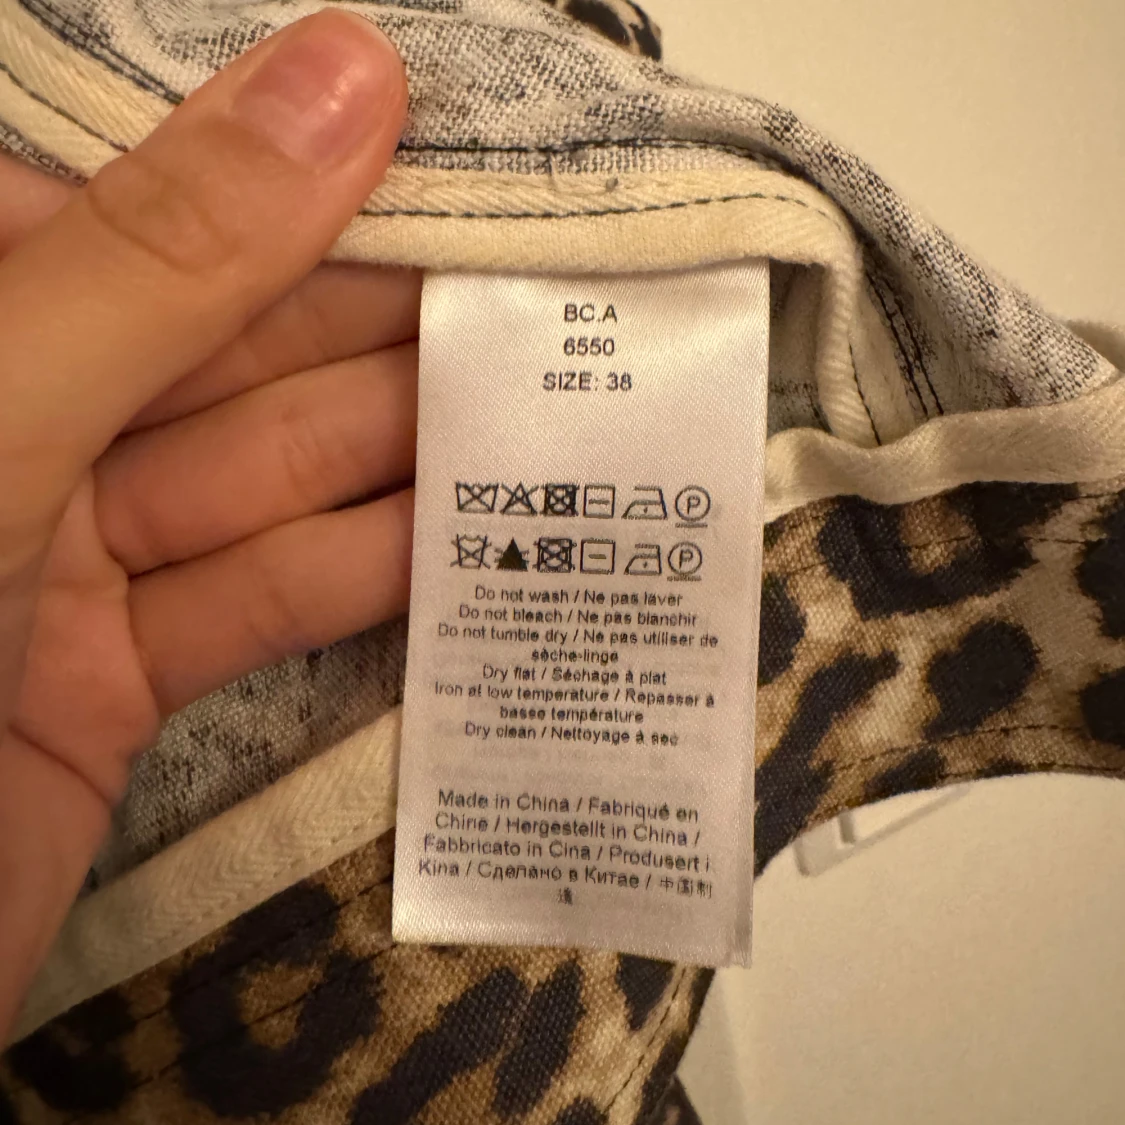 BC.A
6550
SIZE: 38
P
P
Do not wash / Ne pas laver
Do not bleach / Ne pas blanchir
Do not tumble dry / Ne pas utiliser de
sèche-linge
Dry flat / Séchage à plat
Iron at low temperature / Repasser à
basse température
Dry clean / Nettoyage à sec
Made in China / Fabriqué en
Chine / Hergestellt in China /
Fabbricato in Cina / Produsert i
Kina / Сделано в Китае / 中国制
造